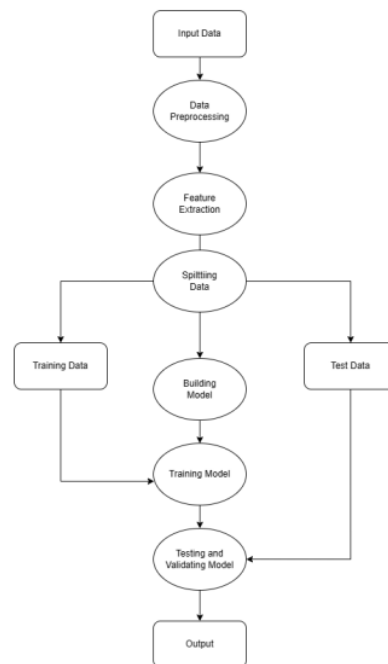 Input Data
Data
Preprocessing
Feature
Extraction
Spilttiing
Data
Training Data
Test Data
Building
Model
Training Model
Testing and
Validating Model
Output